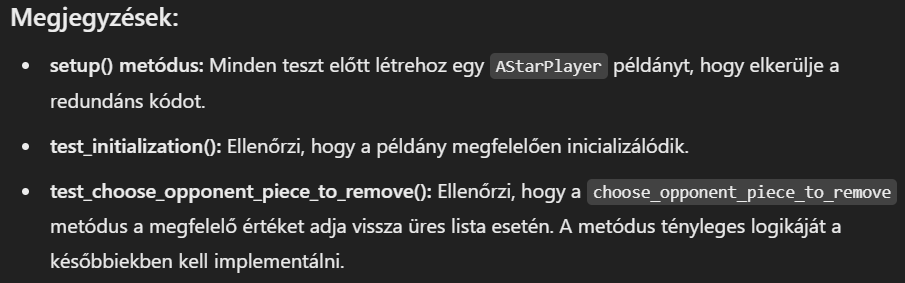 Megjegyzések:
• setup() metódus: Minden teszt előtt létrehoz egy AStarPlayer példányt, hogy elkerülje a
redundáns kódot.
• test_initialization(): Ellenőrzi, hogy a példány megfelelően inicializálódik.
• test_choose_opponent_piece_to_remove(): Ellenőrzi, hogy a choose_opponent_piece_to_remove
metódus a megfelelő értéket adja vissza üres lista esetén. A metódus tényleges logikáját a
későbbiekben kell implementálni.